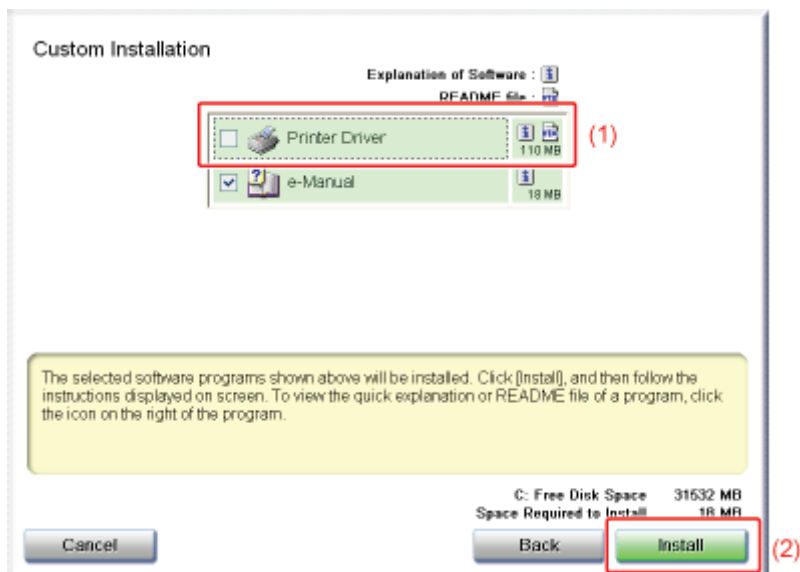 Custom Installation
Explanation of Software :
README file :
Printer Driver
110 MB
(1)
e-Manual
18 MB
The selected software programs shown above will be installed. Click [Install], and then follow the
instructions displayed on screen. To view the quick explanation or README file of a program, click
the icon on the right of the program.
C: Free Disk Space 31532 MB
Space Required to Install 18 MB
Cancel
Back
Install
(2)